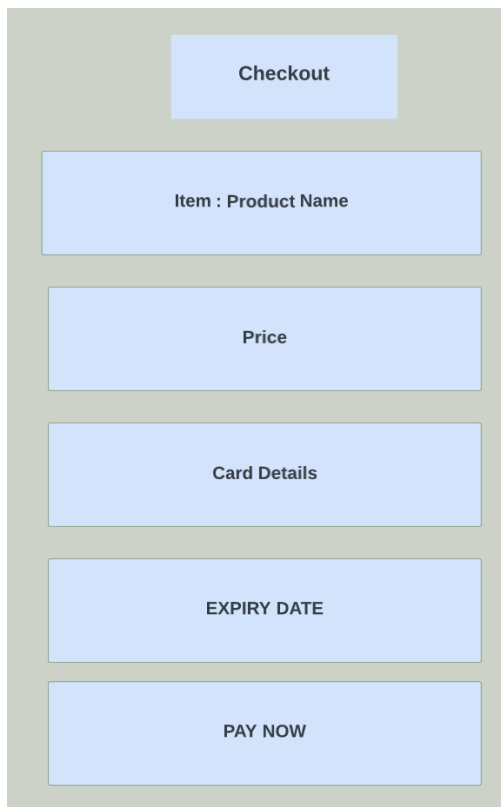 Checkout
Item : Product Name
Price
Card Details
EXPIRY DATE
PAY NOW